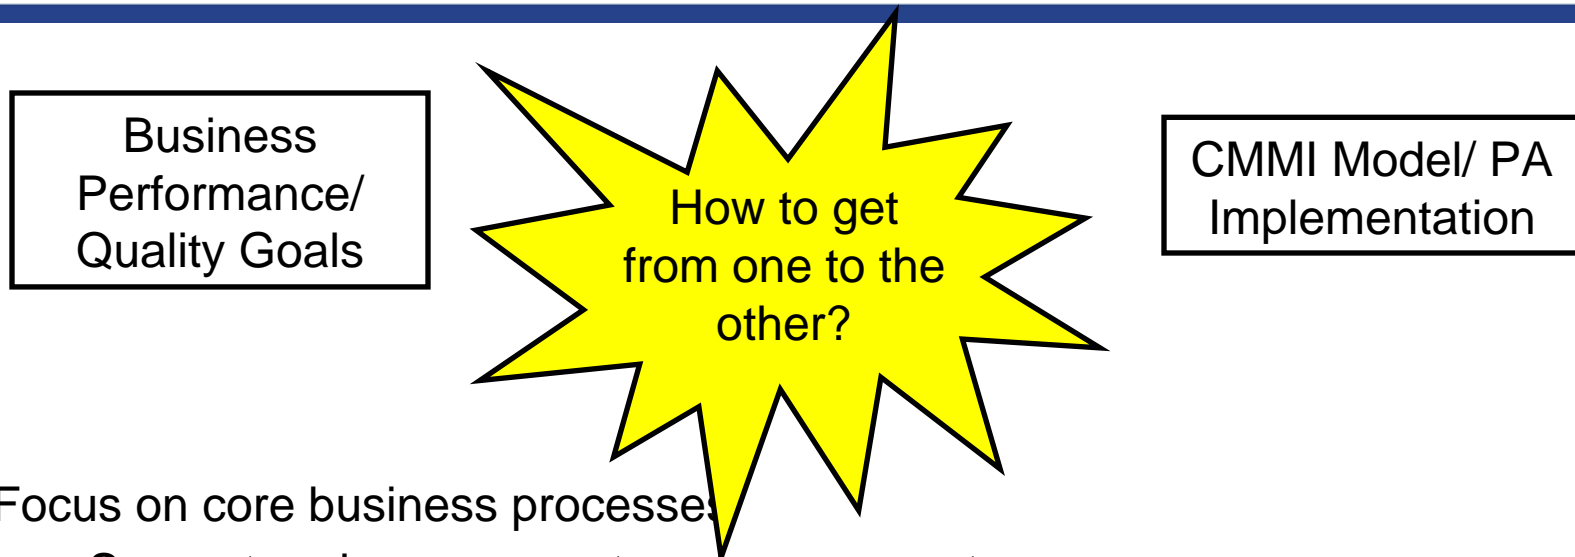 Business
Performance/
Quality Goals
How to get
from one to the
other?
CMMI Model/ PA
Implementation
Focus on core business processes